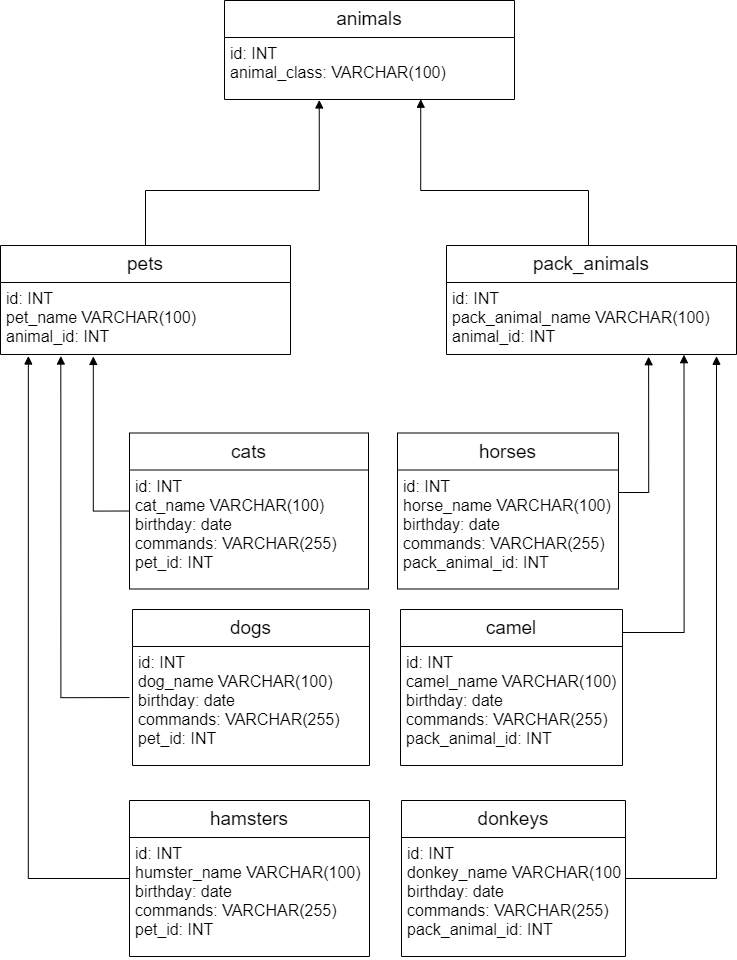 animals
id: INT
animal_class: VARCHAR(100)
pets
id: INT
pet_name VARCHAR(100)
animal_id: INT
pack_animals
id: INT
pack_animal_name VARCHAR(100)
animal_id: INT
cats
id: INT
cat_name VARCHAR(100)
birthday: date
commands: VARCHAR(255)
pet_id: INT
horses
id: INT
horse_name VARCHAR(100)
birthday: date
commands: VARCHAR(255)
pack_animal_id: INT
dogs
id: INT
dog_name VARCHAR(100)
birthday: date
commands: VARCHAR(255)
pet_id: INT
camel
id: INT
camel_name VARCHAR(100)
birthday: date
commands: VARCHAR(255)
pack_animal_id: INT
hamsters
id: INT
humster_name VARCHAR(100)
birthday: date
commands: VARCHAR(255)
pet_id: INT
donkeys
id: INT
donkey_name VARCHAR(100
birthday: date
commands: VARCHAR(255)
pack_animal_id: INT